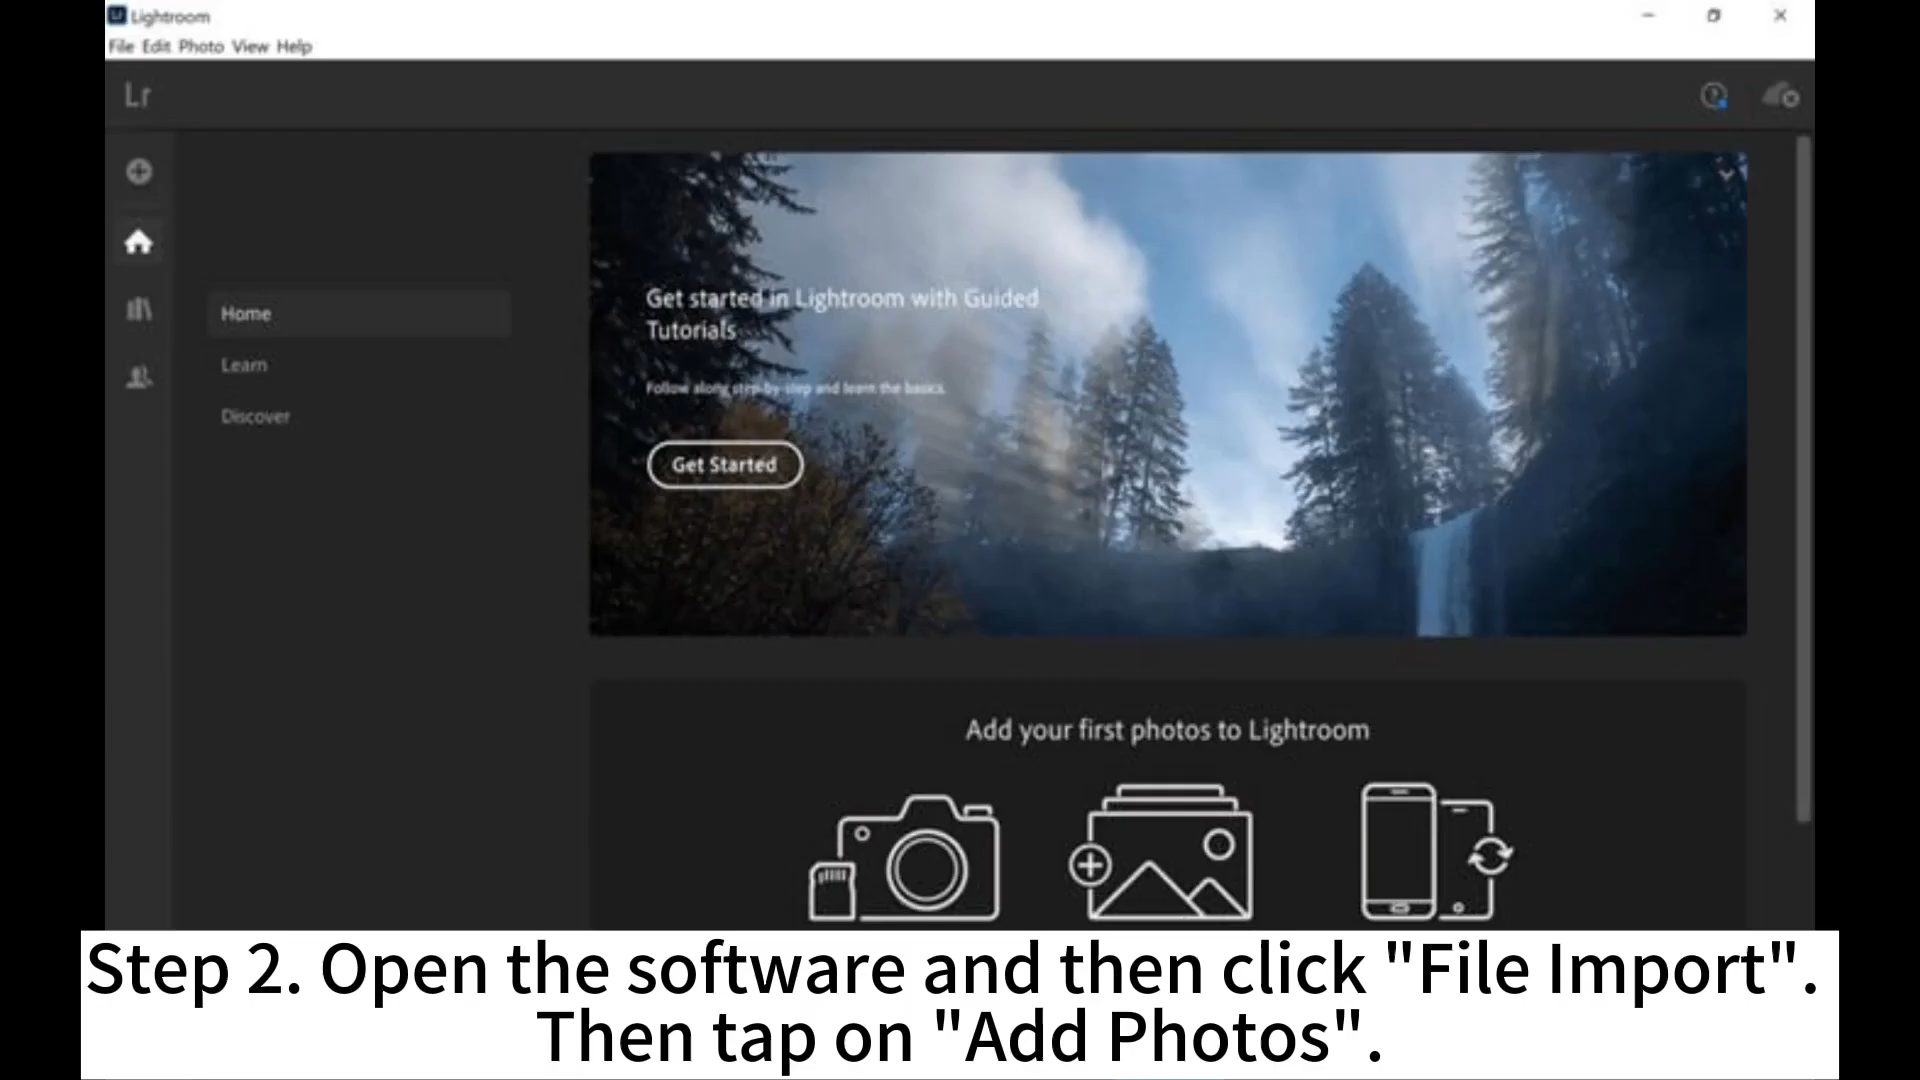 Lightroom
File Edit Photo View Help
Lr
Home
Learn
Discover
Get started in Lightroom with Guided
Tutorials
Follow along step-by-step and learn the basics.
Get Started
Add your first photos to Lightroom
Step 2. Open the software and then click "File Import".
Then tap on "Add Photos".